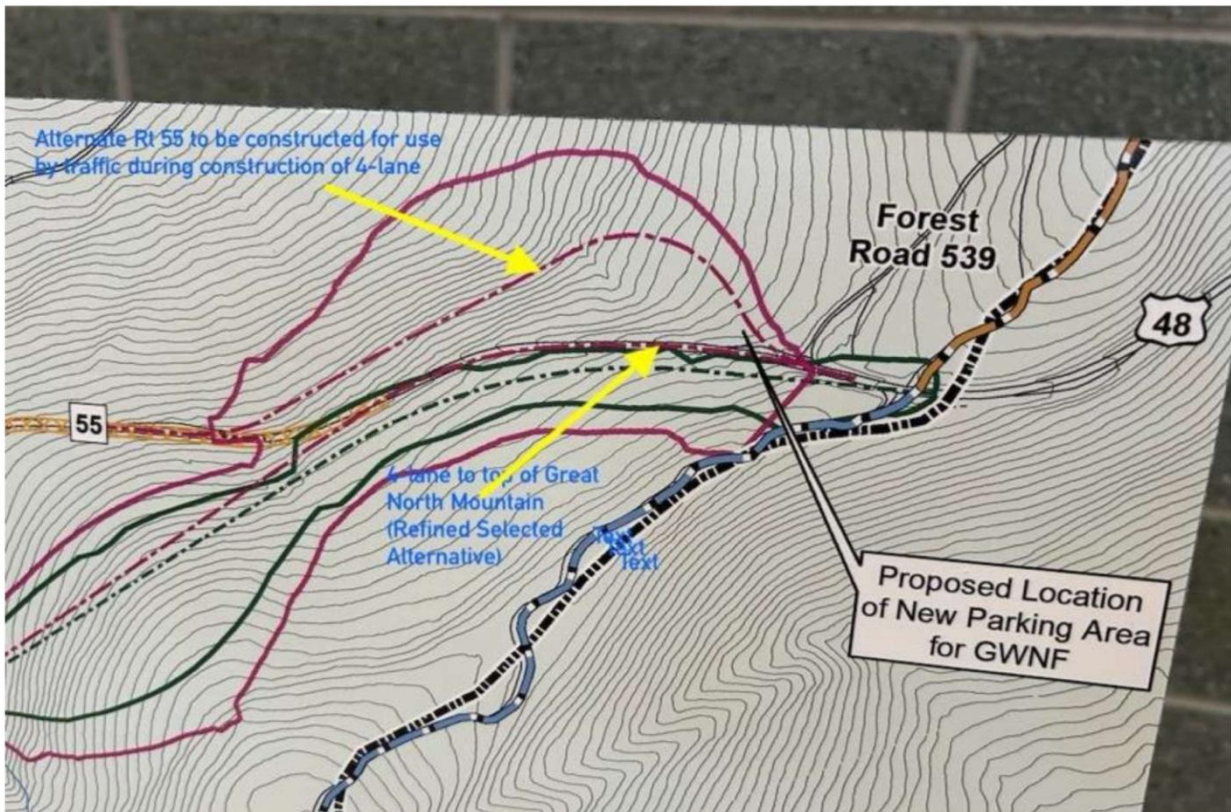 Alternate Rt 55 to be constructed for use
by traffic during construction of 4-lane
Forest
Road 539
48
55
4-lane to top of Great
North Mountain
(Refined Selected
Alternative)
Text
Text
Text
Proposed Location
of New Parking Area
for GWNF